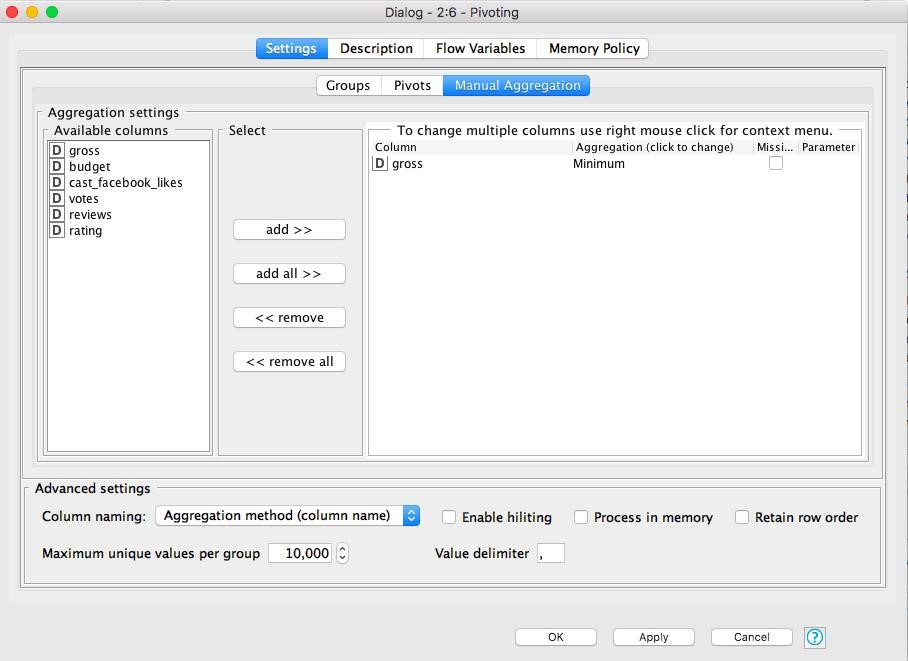 Dialog - 2:6 - Pivoting
Settings Description Flow Variables Memory Policy
Groups Pivots Manual Aggregation
Aggregation settings
Available columns
D gross
D budget
D cast_facebook_likes
D votes
D reviews
D rating
Select
add >>
add all >>
<< remove
<< remove all
To change multiple columns use right mouse click for context menu.
Column Aggregation (click to change) Missi... Parameter
D gross Minimum
Advanced settings
Column naming: Aggregation method (column name) Enable hiliting Process in memory Retain row order
Maximum unique values per group 10,000 Value delimiter ,
OK Apply Cancel ?